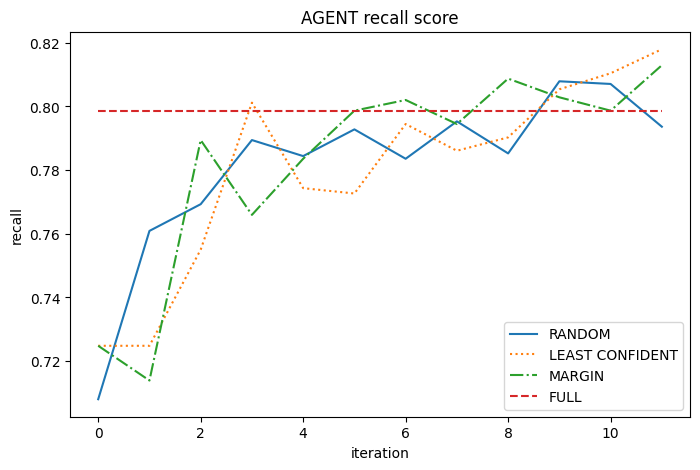 AGENT recall score
recall
0.82
0.80
0.78
0.76
0.74
0.72
0 2 4 6 8 10
iteration
RANDOM
LEAST CONFIDENT
MARGIN
FULL